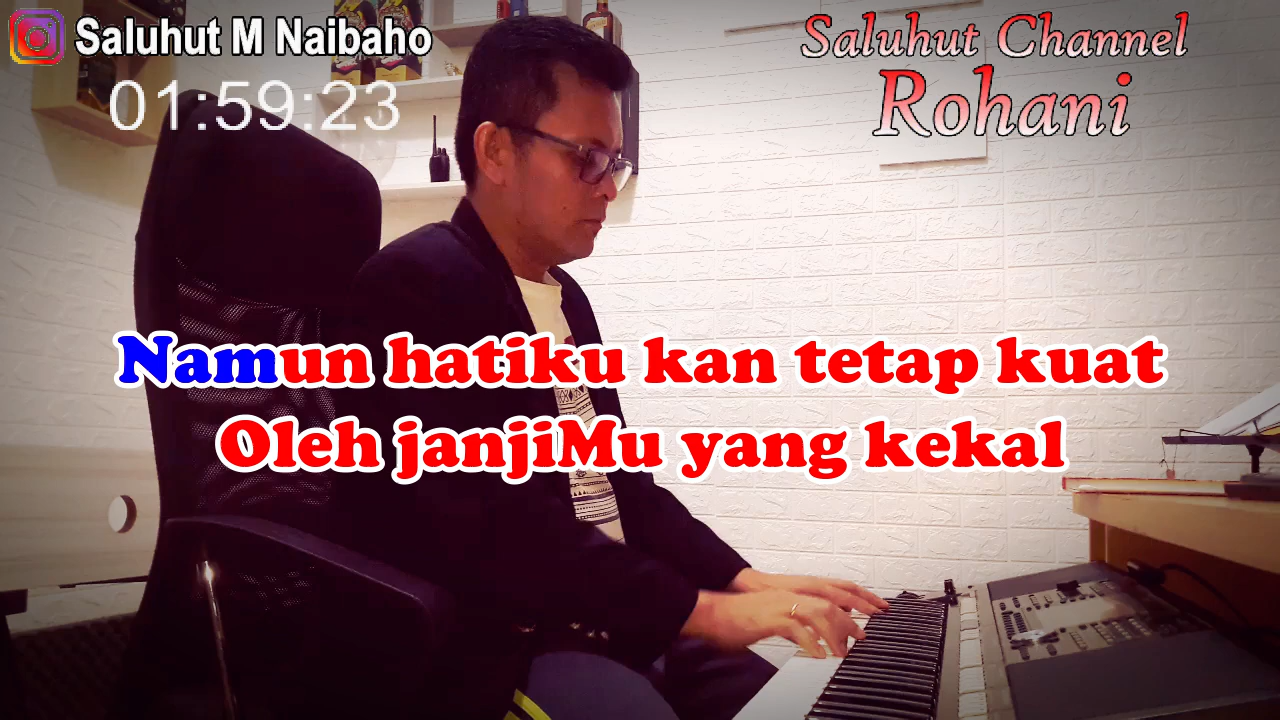 Saluhut M Naibaho
01:59:23
Saluhut Channel
Rohani
Namun hatiku kan tetap kuat
Oleh janjiMu yang kekal